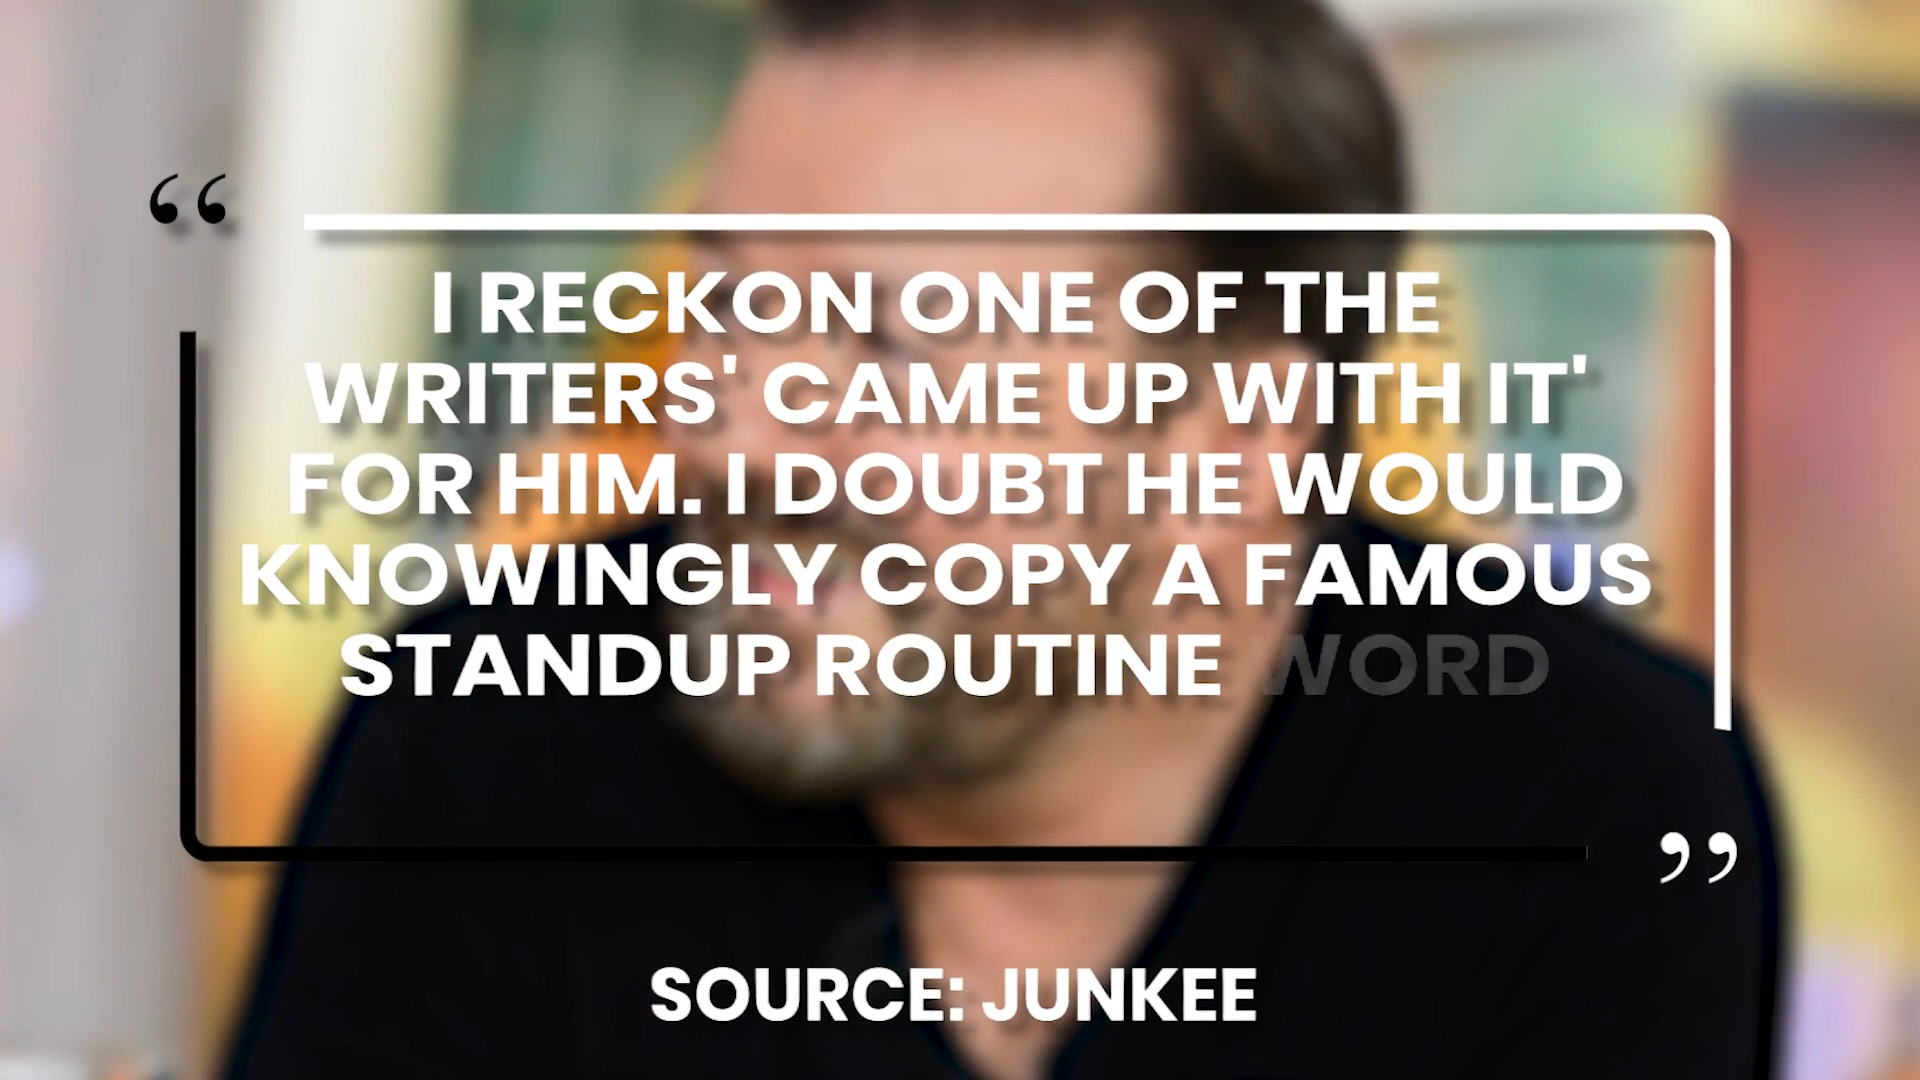 “
I RECKON ONE OF THE
WRITERS' CAME UP WITH IT'
FOR HIM. I DOUBT HE WOULD
KNOWINGLY COPY A FAMOUS
STANDUP ROUTINE WORD
”
SOURCE: JUNKEE